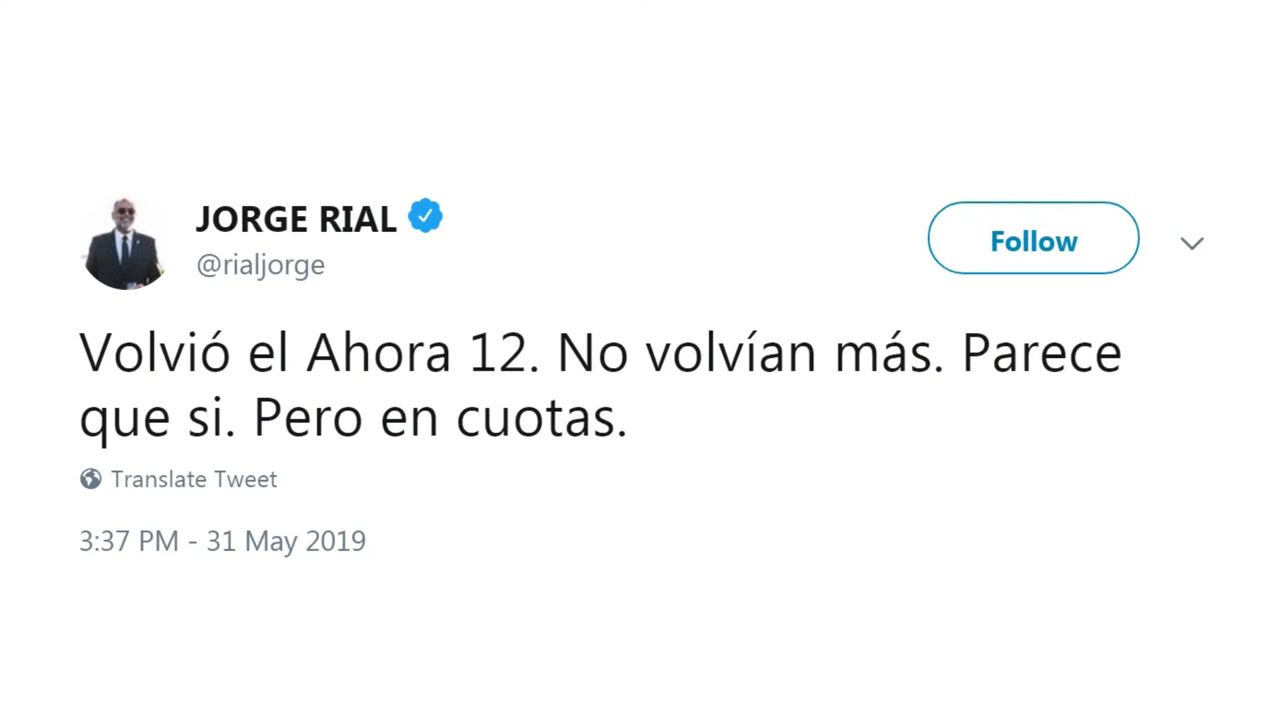 JORGE RIAL
@rialjorge
Follow
Volvió el Ahora 12. No volvían más. Parece
que si. Pero en cuotas.
Translate Tweet
3:37 PM - 31 May 2019